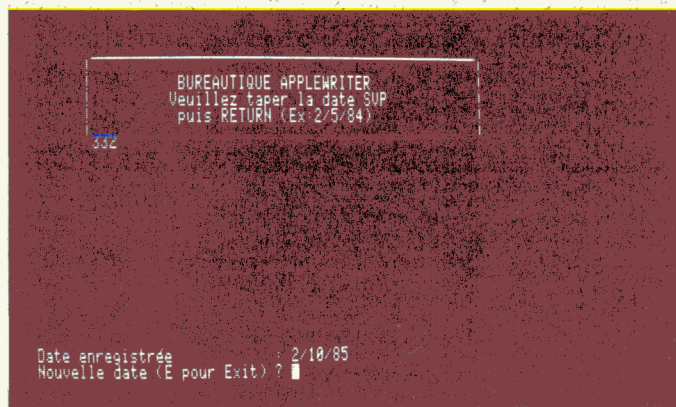 BUREAUTIQUE APPLEWRITER
Veuillez taper la date SVP
puis RETURN (Ex:2/5/84)
332
Date enregistrée : 2/10/85
Nouvelle date (E pour Exit) ?